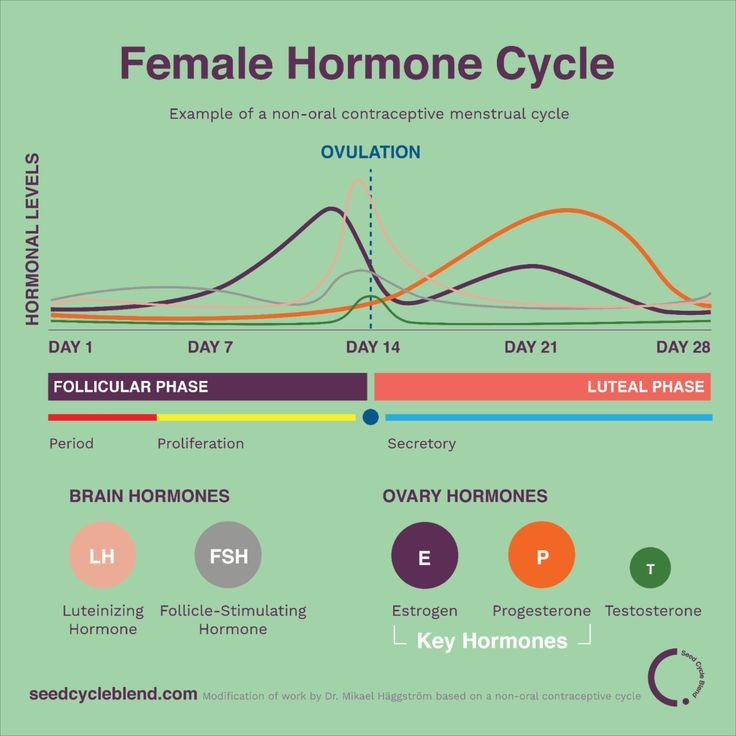 Female Hormone Cycle
Example of a non-oral contraceptive menstrual cycle
OVULATION
HORMONAL LEVELS
DAY 1 DAY 7 DAY 14 DAY 21 DAY 28
FOLLICULAR PHASE LUTEAL PHASE
Period Proliferation Secretory
BRAIN HORMONES
LH FSH
Luteinizing Hormone
Follicle-Stimulating Hormone
OVARY HORMONES
E P T
Estrogen Progesterone Testosterone
Key Hormones
Seed Cycle Blend
seedcycleblend.com Modification of work by Dr. Mikael Häggström based on a non-oral contraceptive cycle